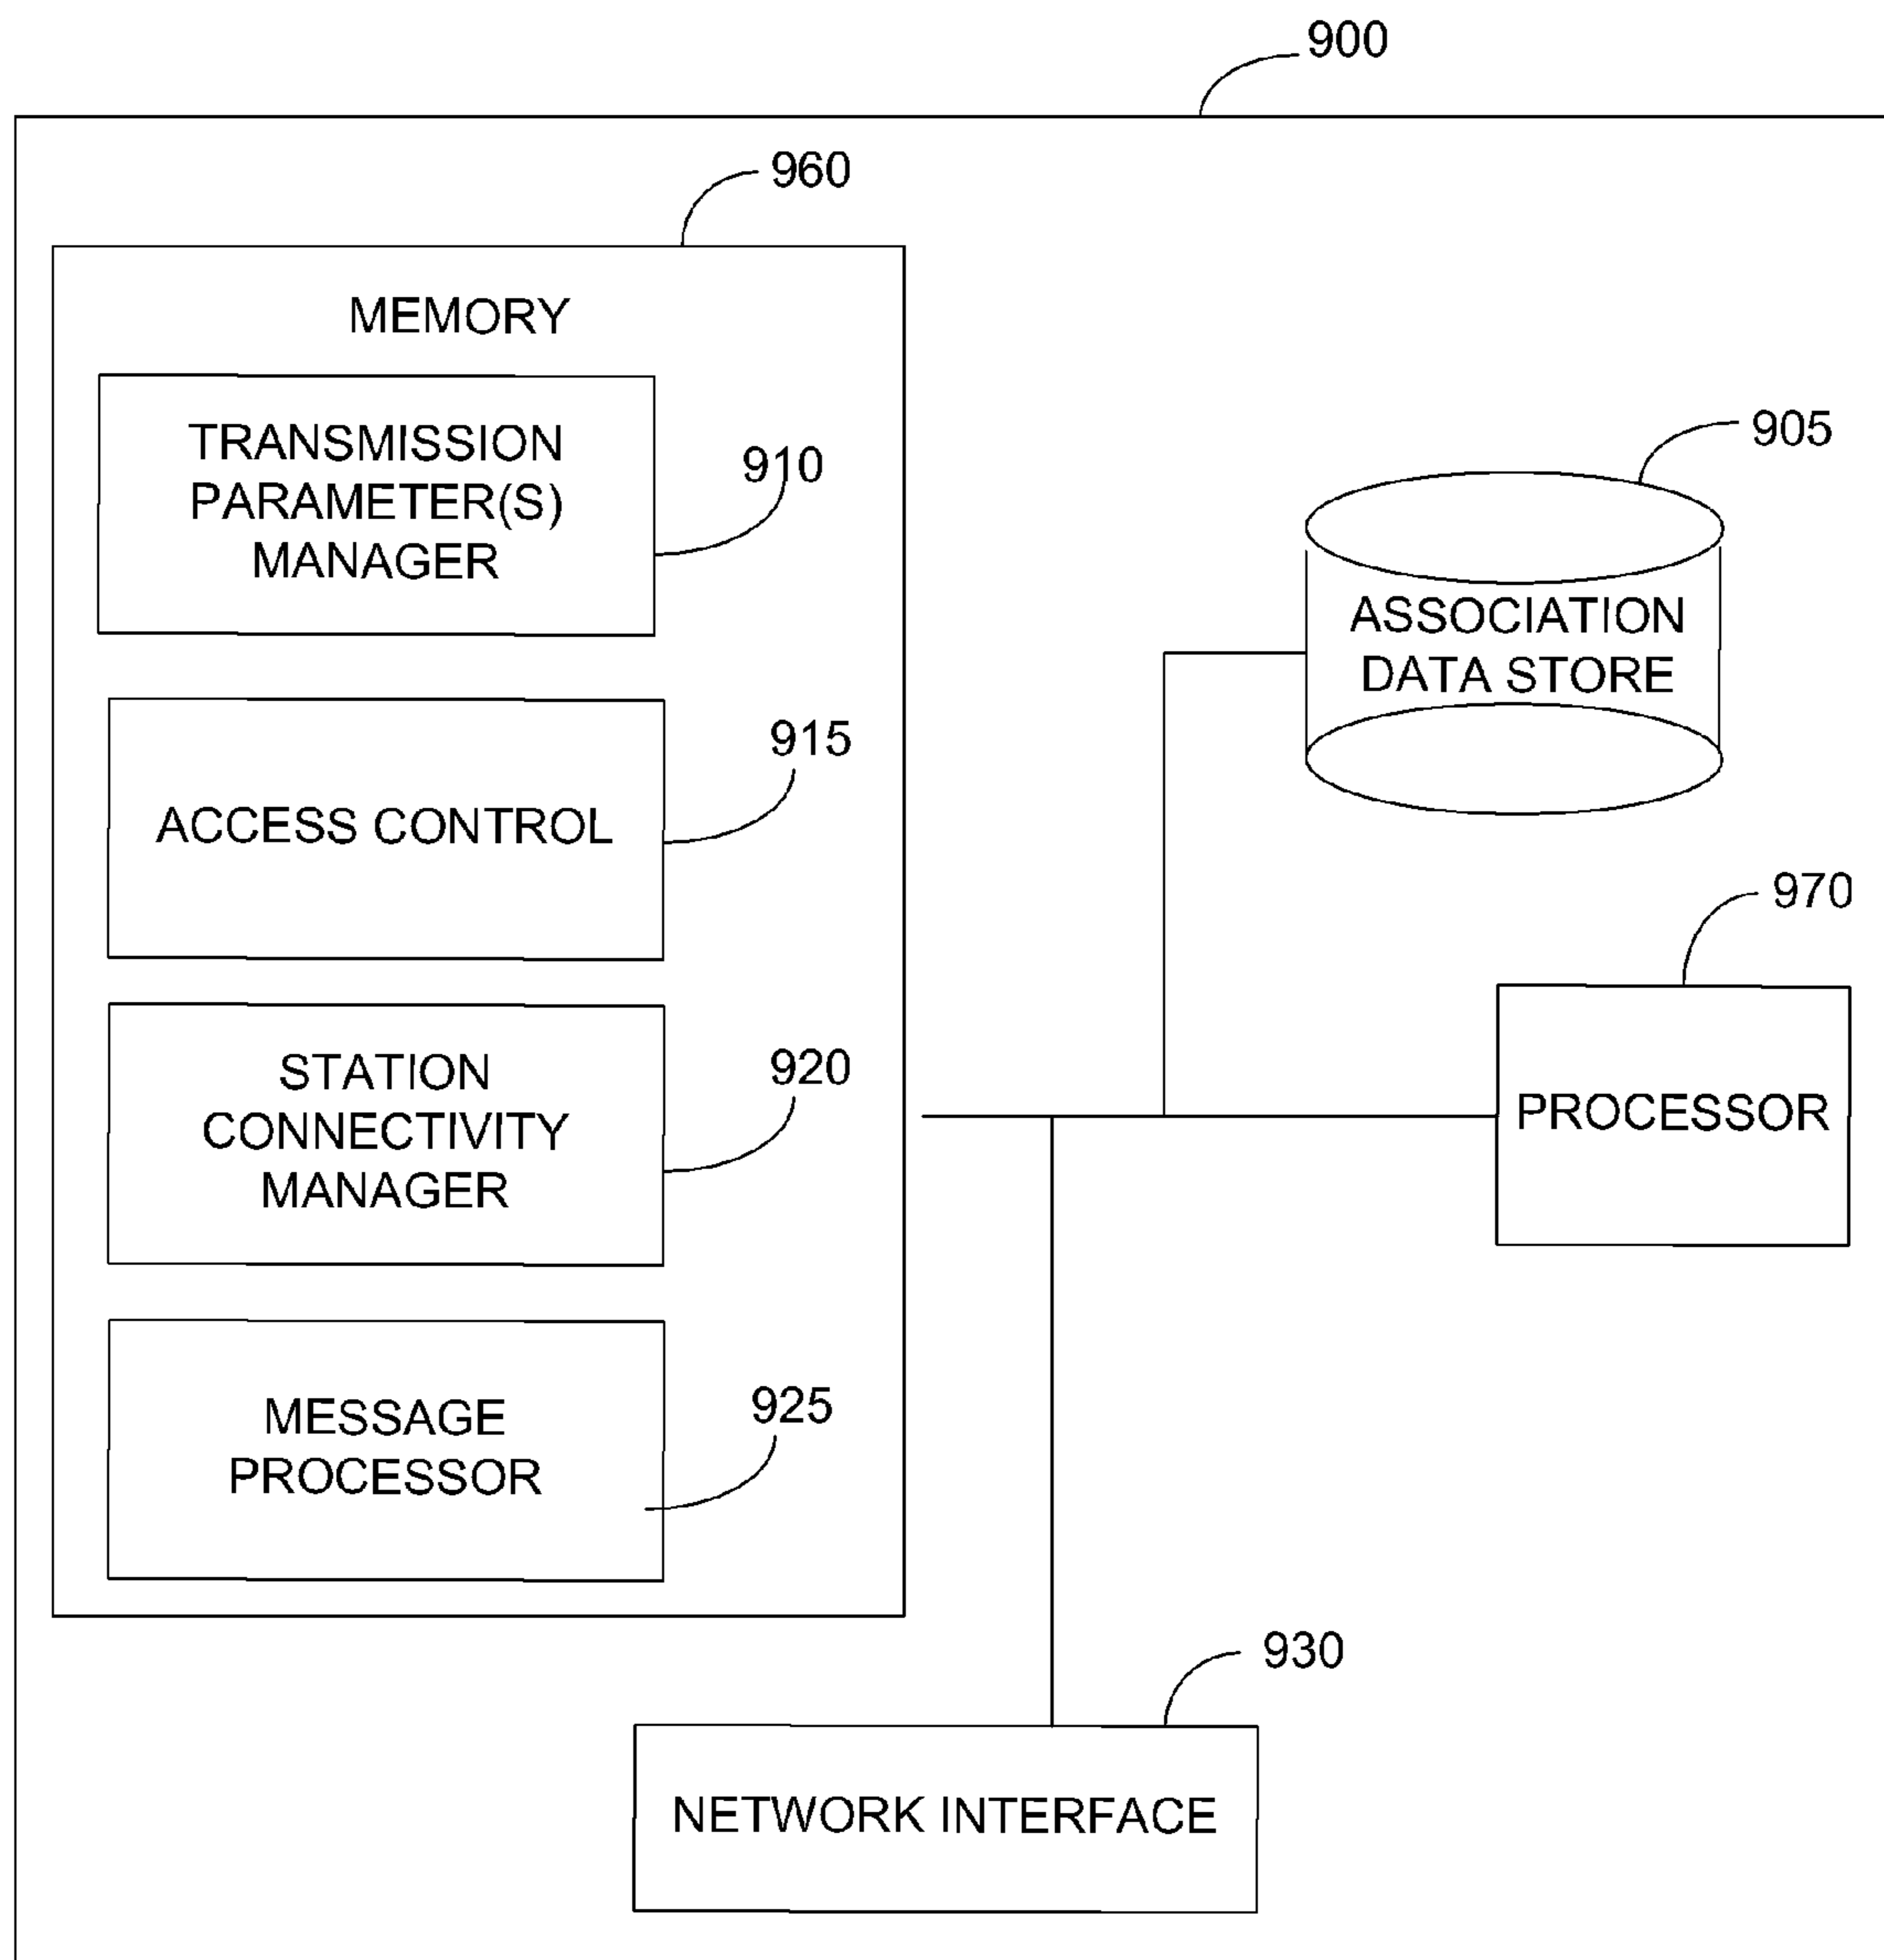 900
960
MEMORY
TRANSMISSION
PARAMETER(S)
MANAGER
910
905
ASSOCIATION
DATA STORE
915
ACCESS CONTROL
970
PROCESSOR
920
STATION
CONNECTIVITY
MANAGER
925
MESSAGE
PROCESSOR
930
NETWORK INTERFACE